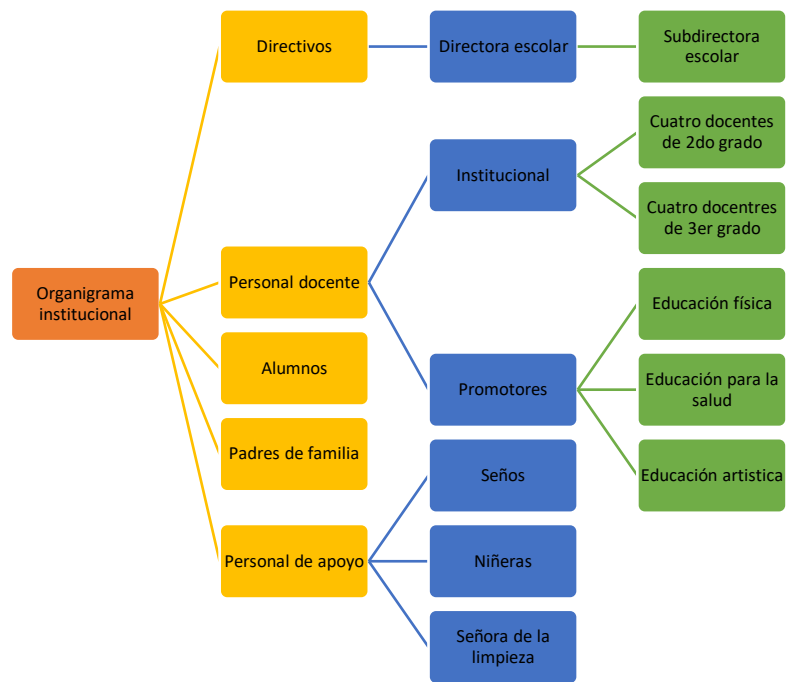 Organigrama
institucional
Directivos
Directora escolar
Subdirectora
escolar
Personal docente
Institucional
Cuatro docentes
de 2do grado
Cuatro docentres
de 3er grado
Promotores
Educación física
Educación para la
salud
Educación artistica
Alumnos
Padres de familia
Personal de apoyo
Seños
Niñeras
Señora de la
limpieza